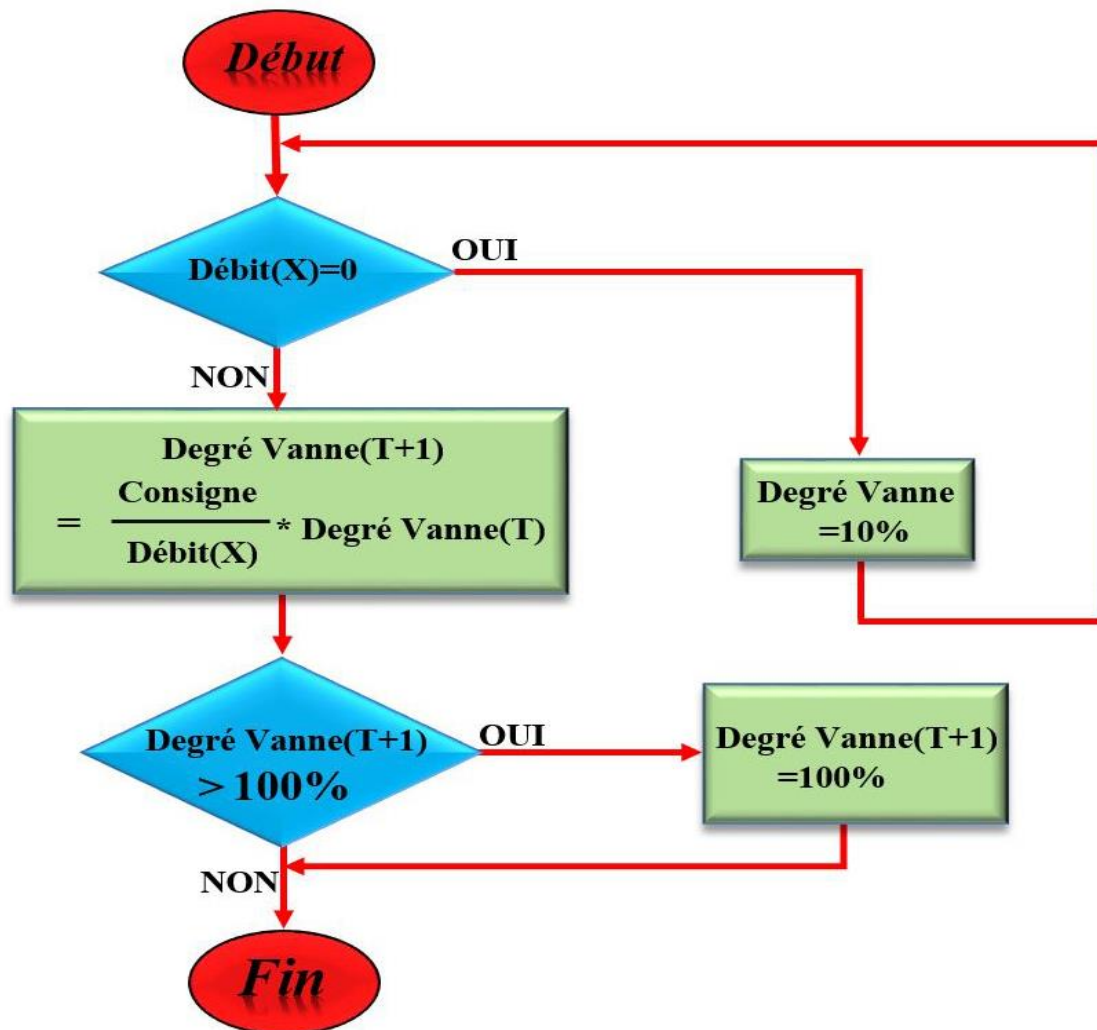 Début
Débit(X)=0
OUI
NON
Degré Vanne(T+1)
= Consigne
Débit(X)
* Degré Vanne(T)
Degré Vanne
=10%
Degré Vanne(T+1)
> 100%
OUI
Degré Vanne(T+1)
=100%
NON
Fin